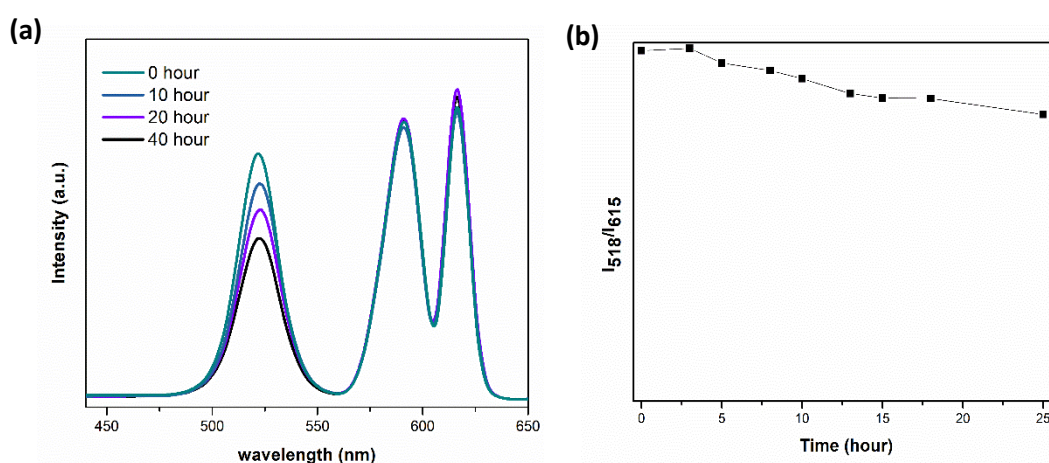 (a)
0 hour
10 hour
20 hour
40 hour
Intensity (a.u.)
450 500 550 600 650
wavelength (nm)
(b)
I518/I615
0 5 10 15 20 25
Time (hour)